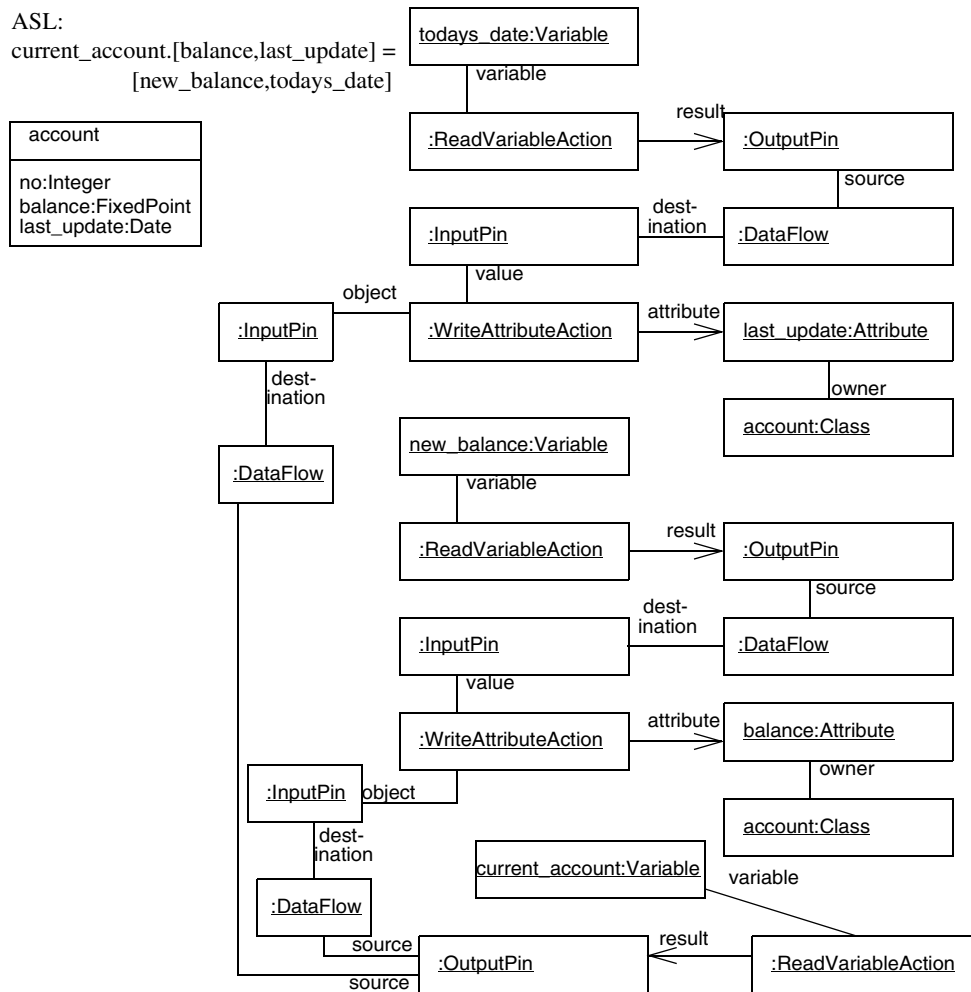 ASL:
current_account.[balance,last_update] =
[new_balance,todays_date]
todays_date:Variable
variable
account
no:Integer
balance:FixedPoint
last_update:Date
:ReadVariableAction
result
:OutputPin
source
:InputPin
dest-
ination
:DataFlow
value
object
:InputPin
:WriteAttributeAction
attribute
last_update:Attribute
owner
account:Class
dest-
ination
:DataFlow
new_balance:Variable
variable
:ReadVariableAction
result
:OutputPin
source
:InputPin
dest-
ination
:DataFlow
value
:WriteAttributeAction
attribute
balance:Attribute
owner
account:Class
:InputPin
object
dest-
ination
:DataFlow
current_account:Variable
variable
source
source
:OutputPin
result
:ReadVariableAction